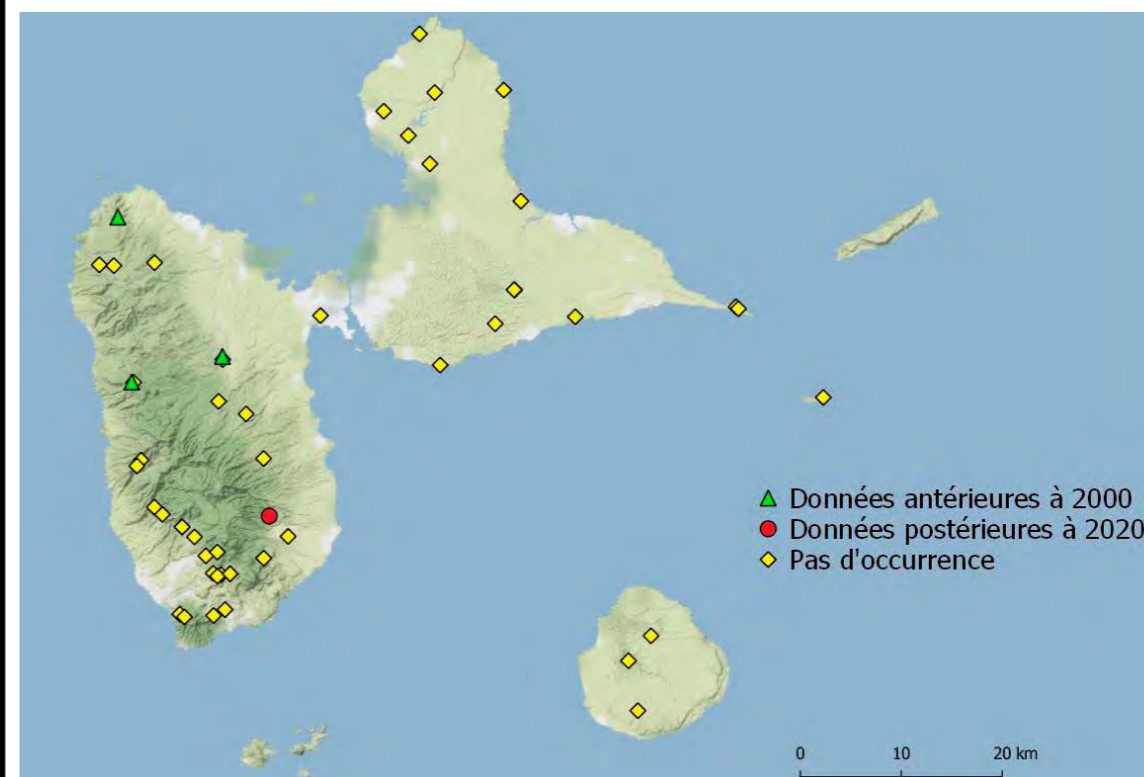 Données antérieures à 2000
Données postérieures à 2020
Pas d'occurrence
0 10 20 km